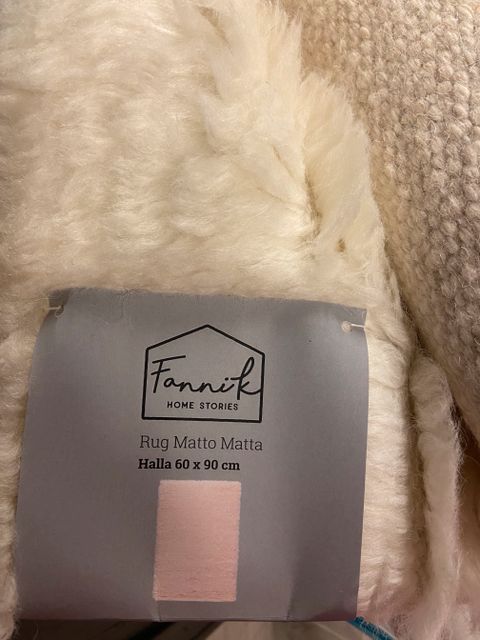 Fannik
HOME STORIES
Rug Matto Matta
Halla 60 x 90 cm